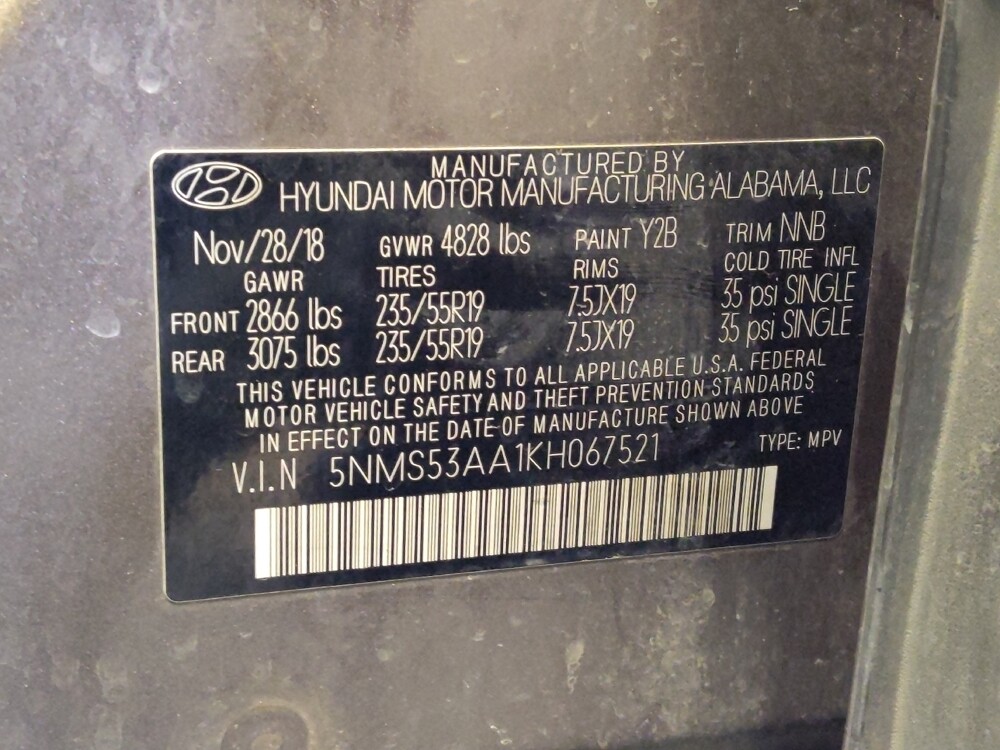 MANUFACTURED BY
HYUNDAI MOTOR MANUFACTURING ALABAMA, LLC
Nov/28/18 GVWR 4828 lbs PAINT Y2B TRIM NNB
GAWR TIRES RIMS COLD TIRE INFL
FRONT 2866 lbs 235/55R19 7.5JX19 35 psi SINGLE
REAR 3075 lbs 235/55R19 7.5JX19 35 psi SINGLE
THIS VEHICLE CONFORMS TO ALL APPLICABLE U.S.A. FEDERAL
MOTOR VEHICLE SAFETY AND THEFT PREVENTION STANDARDS
IN EFFECT ON THE DATE OF MANUFACTURE SHOWN ABOVE
V.I.N 5NMS53AA1KH067521 TYPE: MPV